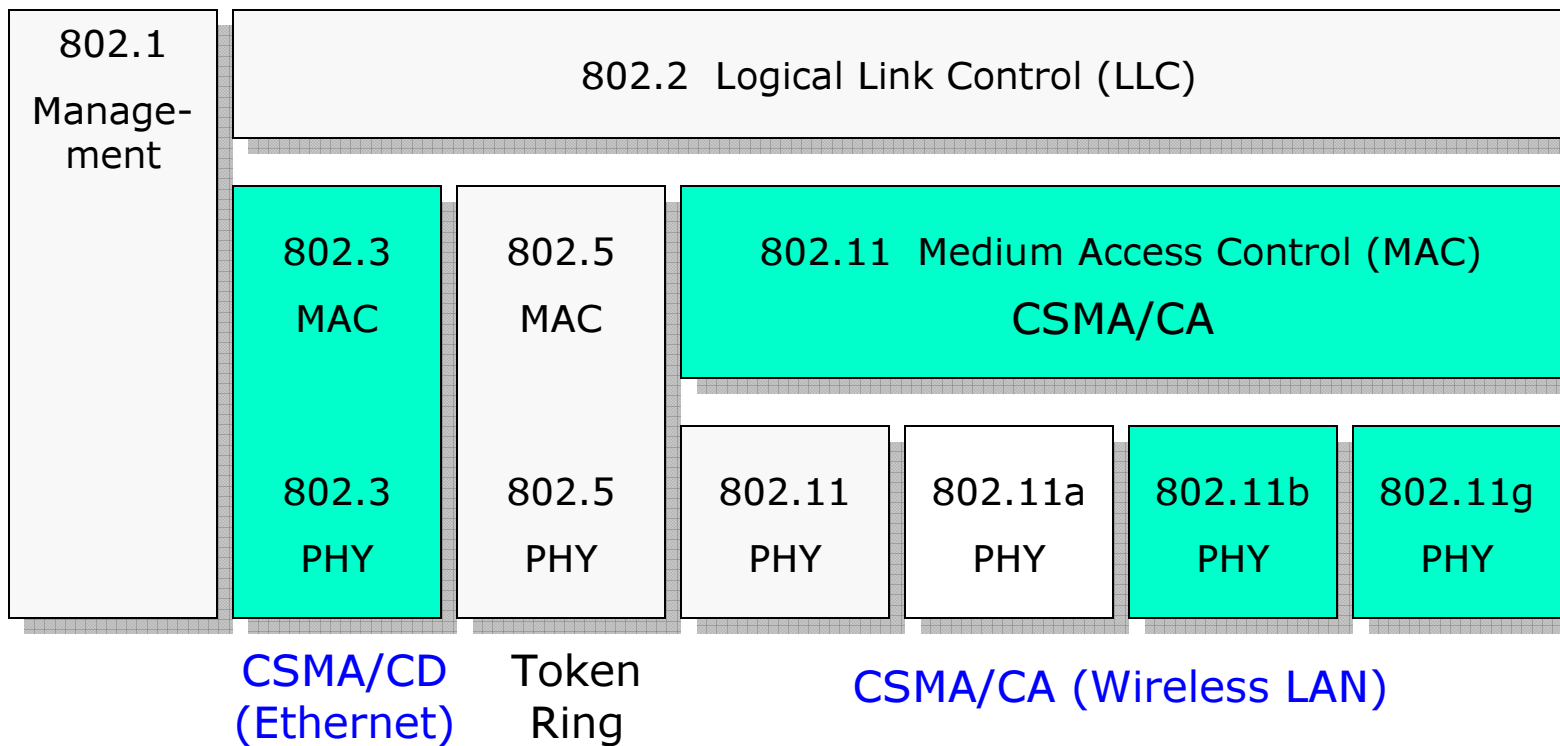 802.1
Manage-
ment
802.2 Logical Link Control (LLC)
802.3
MAC
802.3
PHY
802.5
MAC
802.5
PHY
802.11 Medium Access Control (MAC)
CSMA/CA
802.11
PHY
802.11a
PHY
802.11b
PHY
802.11g
PHY
CSMA/CD
(Ethernet)
Token
Ring
CSMA/CA (Wireless LAN)